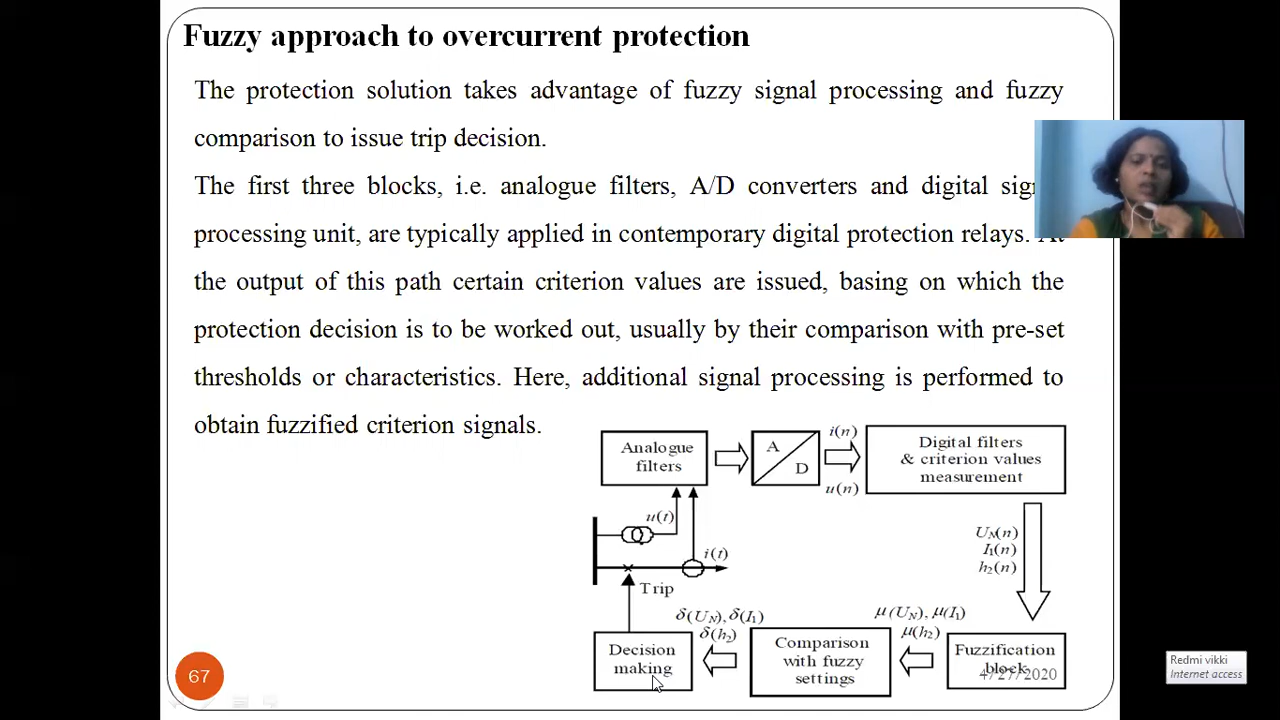 Fuzzy approach to overcurrent protection
The protection solution takes advantage of fuzzy signal processing and fuzzy
comparison to issue trip decision.
The first three blocks, i.e. analogue filters, A/D converters and digital
processing unit, are typically applied in contemporary digital protection relays.
the output of this path certain criterion values are issued, basing on which the
protection decision is to be worked out, usually by their comparison with pre-set
thresholds or characteristics. Here, additional signal processing is performed to
obtain fuzzified criterion signals.
Analogue
filters
A
D
i(n)
u(n)
Digital filters
& criterion values
measurement
u(t)
i(t)
Trip
U_N(n)
I₁(n)
h₂(n)
δ(U_N), δ(I₁)
δ(h₂)
μ(U_N), μ(I₁)
μ(h₂)
Decision
making
Comparison
with fuzzy
settings
Fuzzification
block
4/27/2020
67
Redmi vikki
Internet access